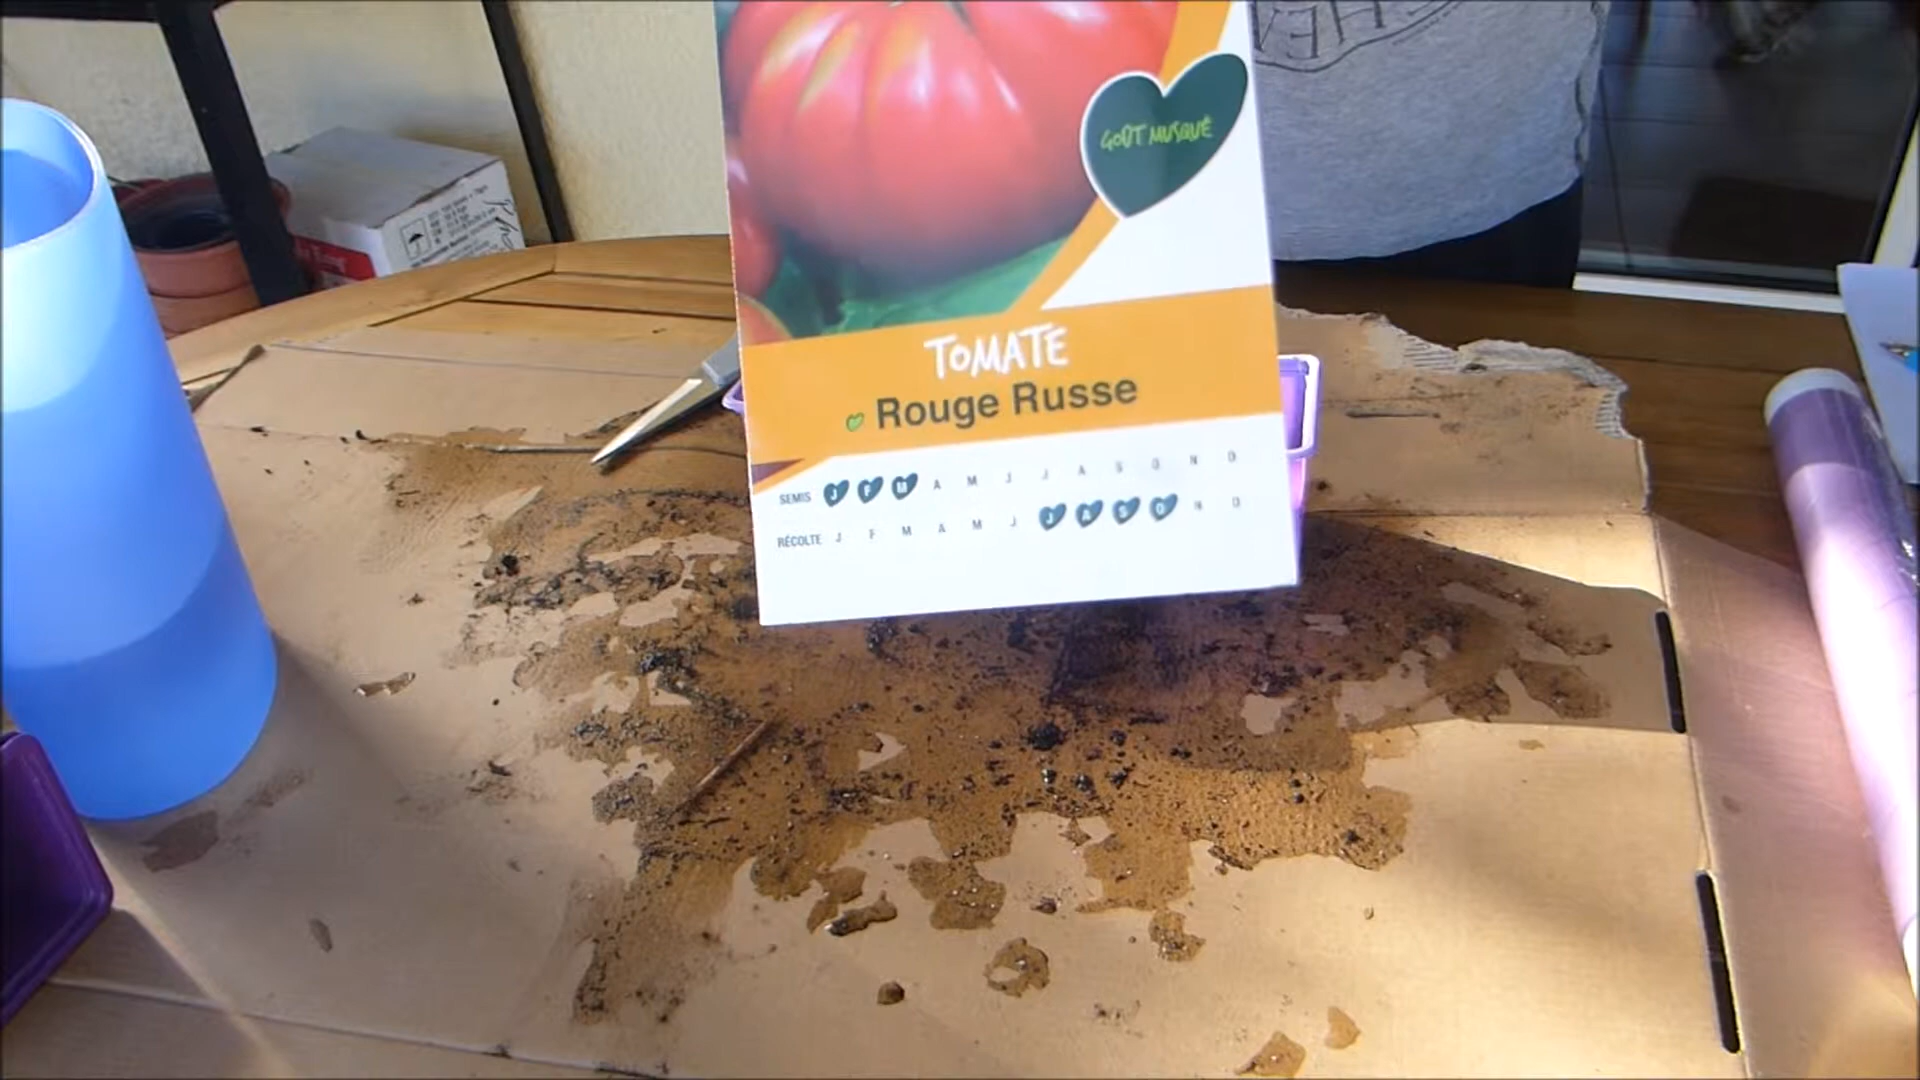 GOÛT MUSQUÉ
TOMATE
Rouge Russe
SEMIS J F M A M J J A S O N D
RÉCOLTE J F M A M J J A S O N D